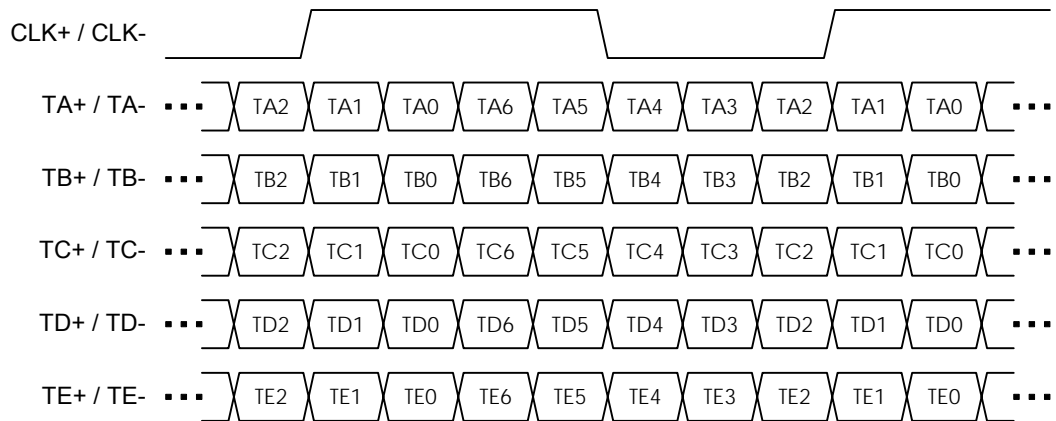 CLK+ / CLK-
TA+ / TA- ▪▪▪ TA2 TA1 TA0 TA6 TA5 TA4 TA3 TA2 TA1 TA0 ▪▪▪
TB+ / TB- ▪▪▪ TB2 TB1 TB0 TB6 TB5 TB4 TB3 TB2 TB1 TB0 ▪▪▪
TC+ / TC- ▪▪▪ TC2 TC1 TC0 TC6 TC5 TC4 TC3 TC2 TC1 TC0 ▪▪▪
TD+ / TD- ▪▪▪ TD2 TD1 TD0 TD6 TD5 TD4 TD3 TD2 TD1 TD0 ▪▪▪
TE+ / TE- ▪▪▪ TE2 TE1 TE0 TE6 TE5 TE4 TE3 TE2 TE1 TE0 ▪▪▪